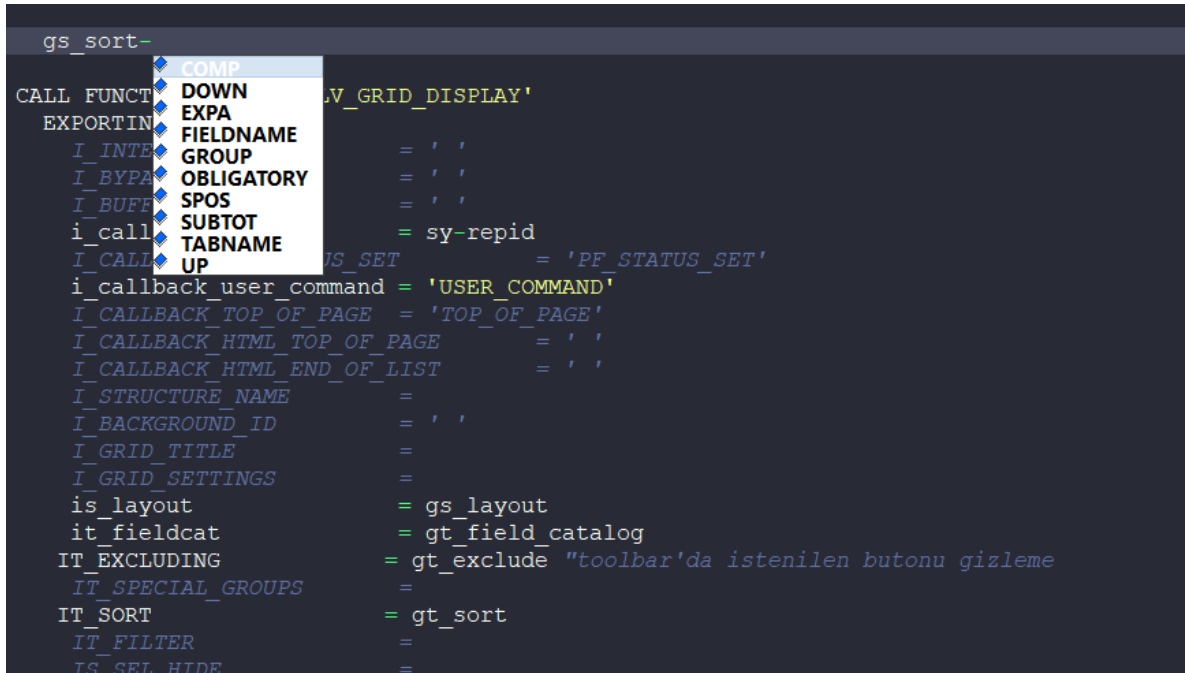 gs_sort-
COMP
DOWN
EXPA
FIELDNAME
GROUP
OBLIGATORY
SPOS
SUBTOT
TABNAME
UP
CALL FUNCT LV_GRID_DISPLAY'
EXPORTIN
I_INTE = ' '
I_BYPA = ' '
I_BUFF = ' '
i_call = sy-repid
I_CALL US_SET = 'PF_STATUS_SET'
i_callback_user_command = 'USER_COMMAND'
I_CALLBACK_TOP_OF_PAGE = 'TOP_OF_PAGE'
I_CALLBACK_HTML_TOP_OF_PAGE = ' '
I_CALLBACK_HTML_END_OF_LIST = ' '
I_STRUCTURE_NAME =
I_BACKGROUND_ID = ' '
I_GRID_TITLE =
I_GRID_SETTINGS =
is_layout = gs_layout
it_fieldcat = gt_field_catalog
IT_EXCLUDING = gt_exclude "toolbar'da istenilen butonu gizleme
IT_SPECIAL_GROUPS =
IT_SORT = gt_sort
IT_FILTER =
IS_SEL_HIDE =